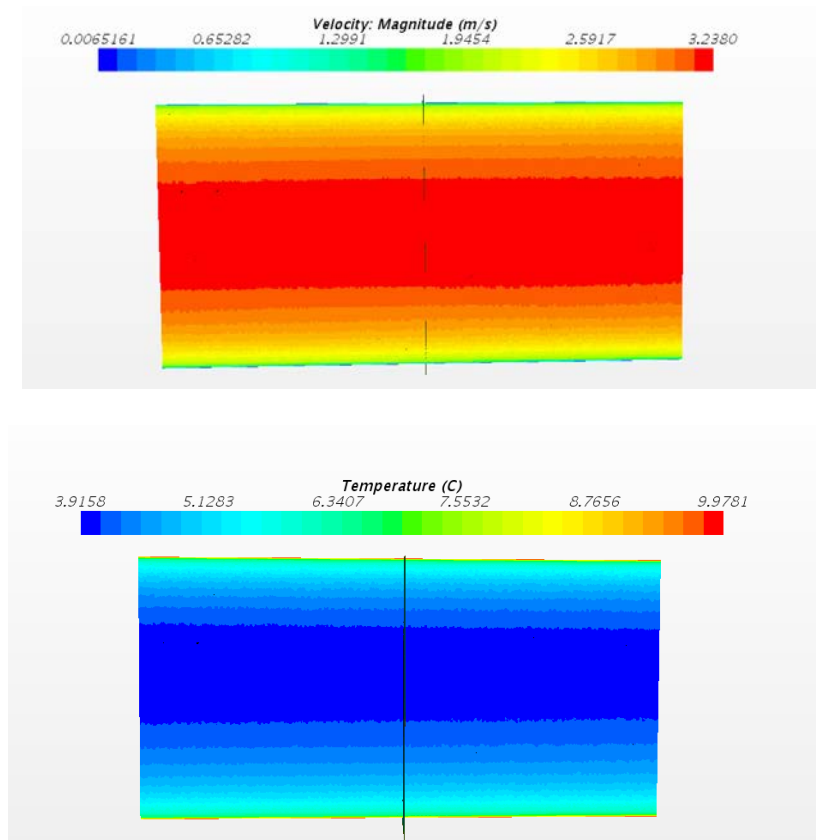 Velocity: Magnitude (m/s)
0.0065161 0.65282 1.2991 1.9454 2.5917 3.2380
Temperature (C)
3.9158 5.1283 6.3407 7.5532 8.7656 9.9781